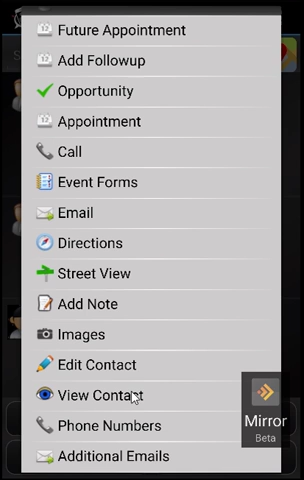 Future Appointment
Add Followup
Opportunity
Appointment
Call
Event Forms
Email
Directions
Street View
Add Note
Images
Edit Contact
View Contact
Phone Numbers
Additional Emails
Mirror
Beta